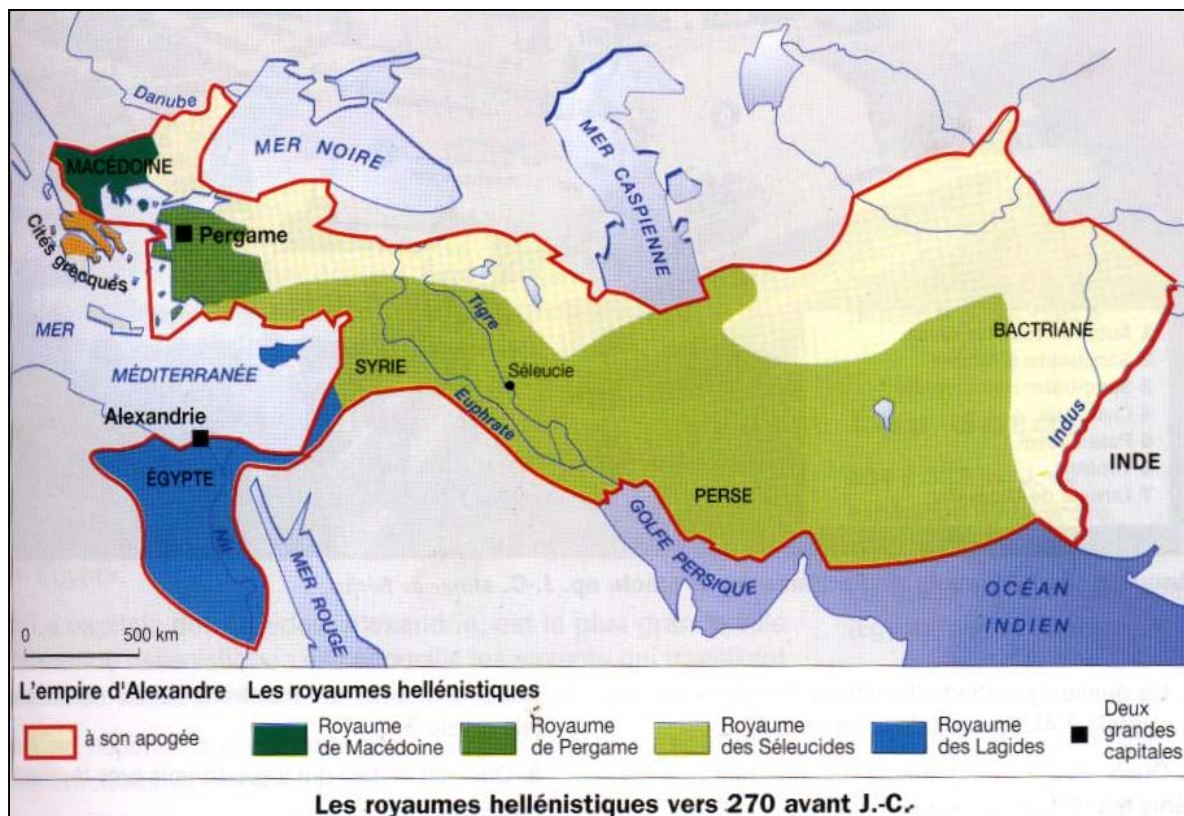 Danube
MER NOIRE
MER
CASPIENNE
MACÉDOINE
Cités grecques
Pergame
MER
MÉDITERRANÉE
Tigre
SYRIE
Séleucie
Euphrate
BACTRIANE
Indus
INDE
Alexandrie
ÉGYPTE
Nil
PERSE
GOLFE PERSIQUE
MER ROUGE
OCÉAN
INDIEN
0 500 km
L'empire d'Alexandre
à son apogée
Les royaumes hellénistiques
Royaume
de Macédoine
Royaume
de Pergame
Royaume
des Séleucides
Royaume
des Lagides
Deux
grandes
capitales
Les royaumes hellénistiques vers 270 avant J.-C.